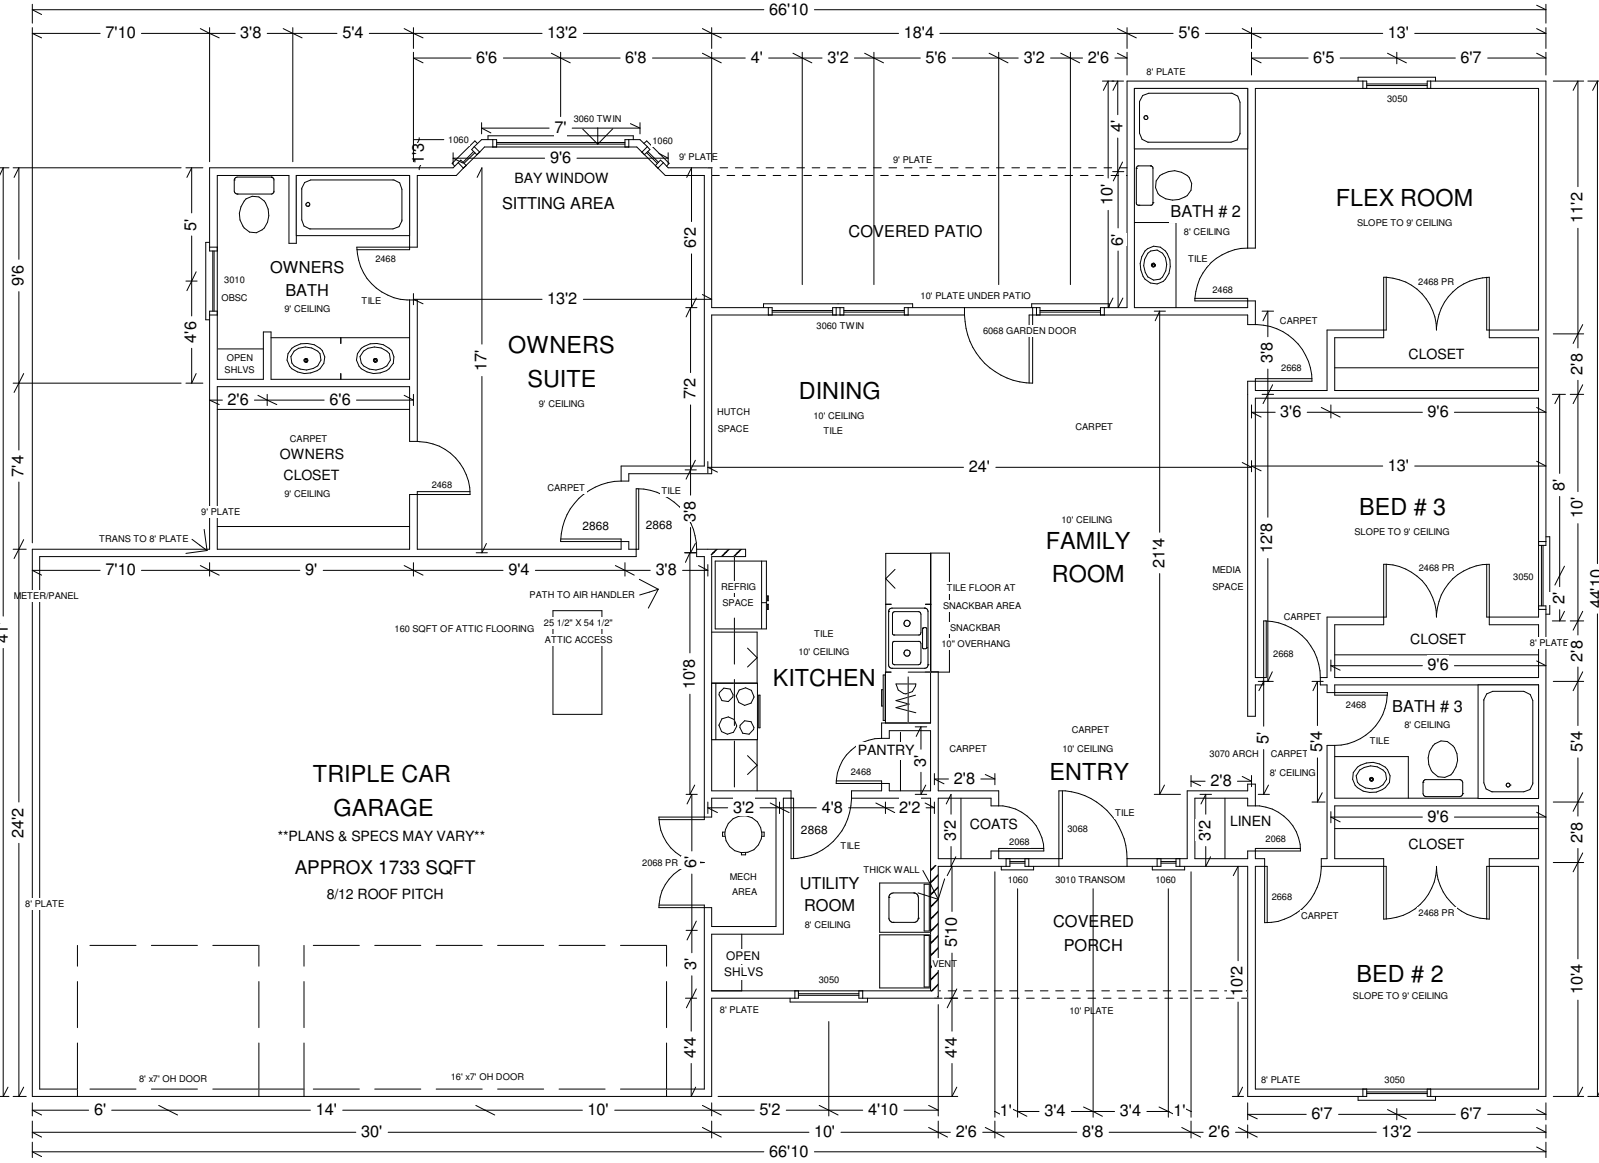 66'10
7'10 3'8 5'4 13'2 18'4 5'6 13'
6'6 6'8 4' 3'2 5'6 3'2 2'6 6'5 6'7
8' PLATE
3050
3060 TWIN
7'
1060
1060
1'3
9'6
9' PLATE
9' PLATE
4'
10'
6'
BAY WINDOW
SITTING AREA
COVERED PATIO
BATH # 2
8' CEILING
TILE
2468
FLEX ROOM
SLOPE TO 9' CEILING
11'2
2468 PR
CLOSET
2'8
5'
4'6
9'6
3010
OBSC
OWNERS
BATH
9' CEILING
TILE
2468
OPEN
SHLVS
6'2
13'2
10' PLATE UNDER PATIO
3060 TWIN
6068 GARDEN DOOR
CARPET
3'8
2668
OWNERS
SUITE
9' CEILING
17'
7'2
DINING
10' CEILING
TILE
HUTCH
SPACE
CARPET
2'6 6'6
3'6 9'6
CARPET
OWNERS
CLOSET
9' CEILING
2468
7'4
24'
13'
8'
10'
BED # 3
SLOPE TO 9' CEILING
9' PLATE
TRANS TO 8' PLATE
CARPET
TILE
2868
2868
3'8
10' CEILING
FAMILY
ROOM
21'4
12'8
MEDIA
SPACE
2468 PR
3050
2'
44'10
7'10 9' 9'4 3'8
METER/PANEL
PATH TO AIR HANDLER
160 SQFT OF ATTIC FLOORING
25 1/2" X 54 1/2"
ATTIC ACCESS
REFRIG
SPACE
TILE FLOOR AT
SNACKBAR AREA
SNACKBAR
10" OVERHANG
CARPET
2668
CLOSET
8' PLATE
2'8
9'6
41'
TILE
10' CEILING
KITCHEN
10'8
PANTRY
2468
3'
CARPET
CARPET
10' CEILING
ENTRY
3070 ARCH
CARPET
8' CEILING
5'
5'4
2468
BATH # 3
8' CEILING
TILE
5'4
TRIPLE CAR
GARAGE
**PLANS & SPECS MAY VARY**
APPROX 1733 SQFT
8/12 ROOF PITCH
24'2
3'2 4'8 2'2
2'8
2'8
9'6
2868
TILE
COATS
2068
3'2
3068
TILE
3'2
LINEN
2068
CLOSET
2'8
2068 PR
6'
MECH
AREA
THICK WALL
UTILITY
ROOM
8' CEILING
1060
3010 TRANSOM
1060
2668
CARPET
2468 PR
8' PLATE
COVERED
PORCH
5'10
OPEN
SHLVS
3'
VENT
3050
10'2
BED # 2
SLOPE TO 9' CEILING
10'4
8' PLATE
10' PLATE
4'4
4'4
8' x7' OH DOOR
16' x7' OH DOOR
8' PLATE
3050
6' 14' 10' 5'2 4'10 1' 3'4 3'4 1' 6'7 6'7
30' 10' 2'6 8'8 2'6 13'2
66'10